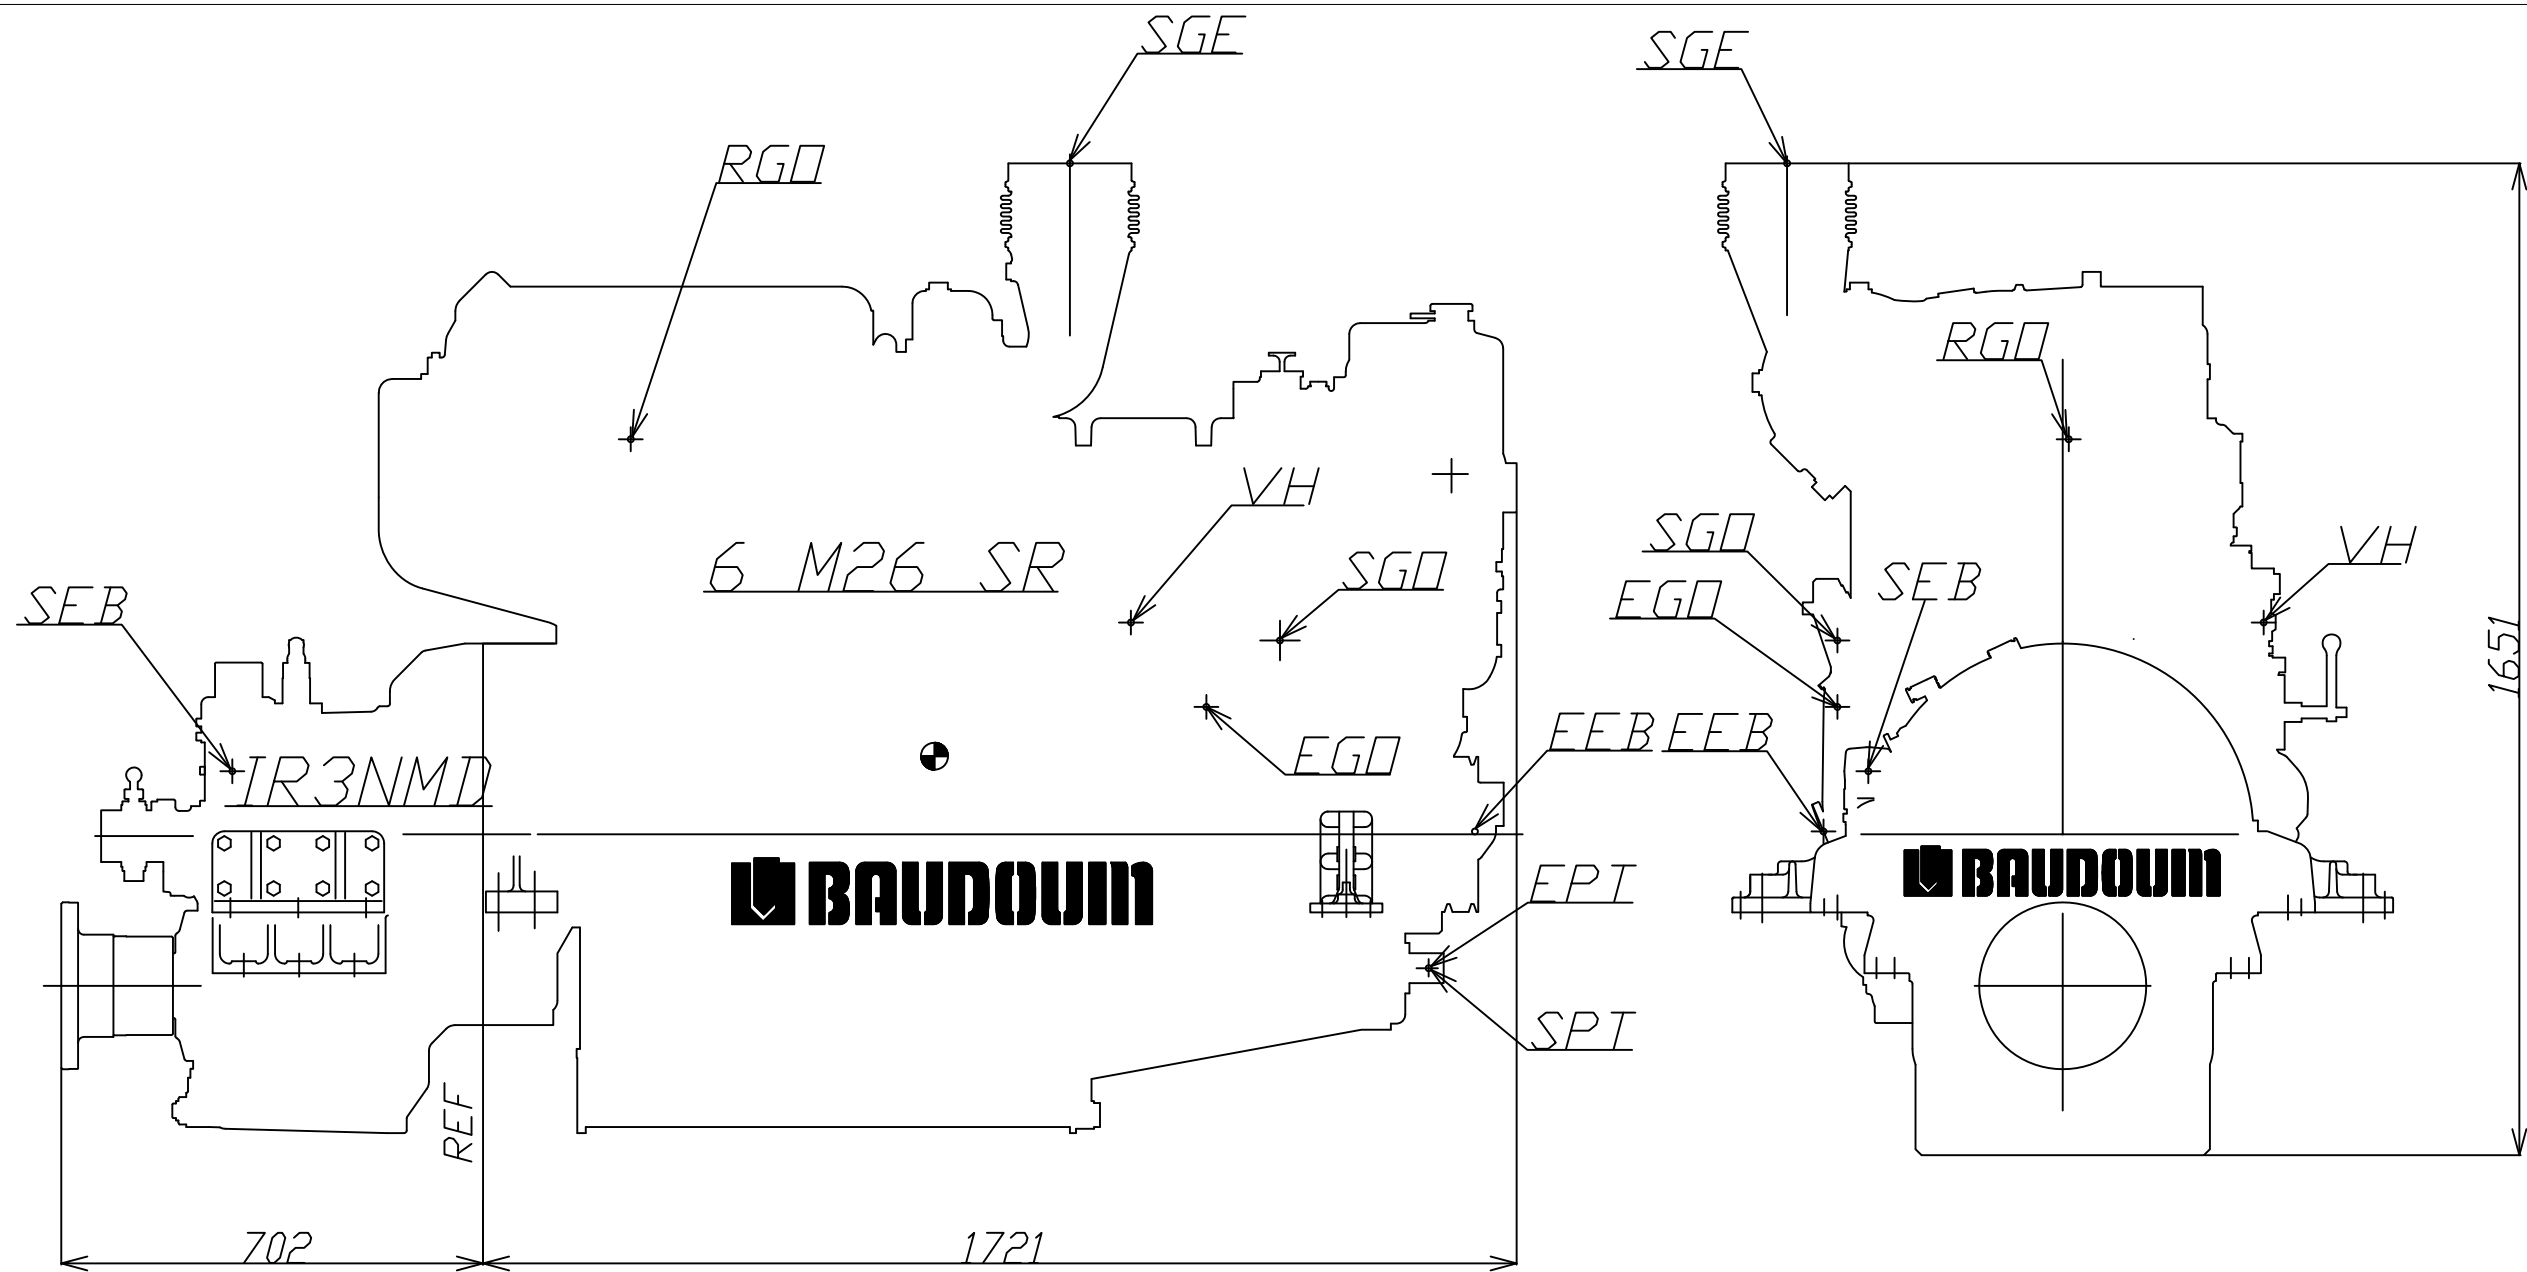 SGE
SGE
RGO
RGO
VH
SGO
VH
6 M26 SR
SGO
SEB
EGO
SEB
1651
EEB
EEB
EGO
IR3NMD
BAUDOUIN
BAUDOUIN
EPT
SPT
REF
702
1721